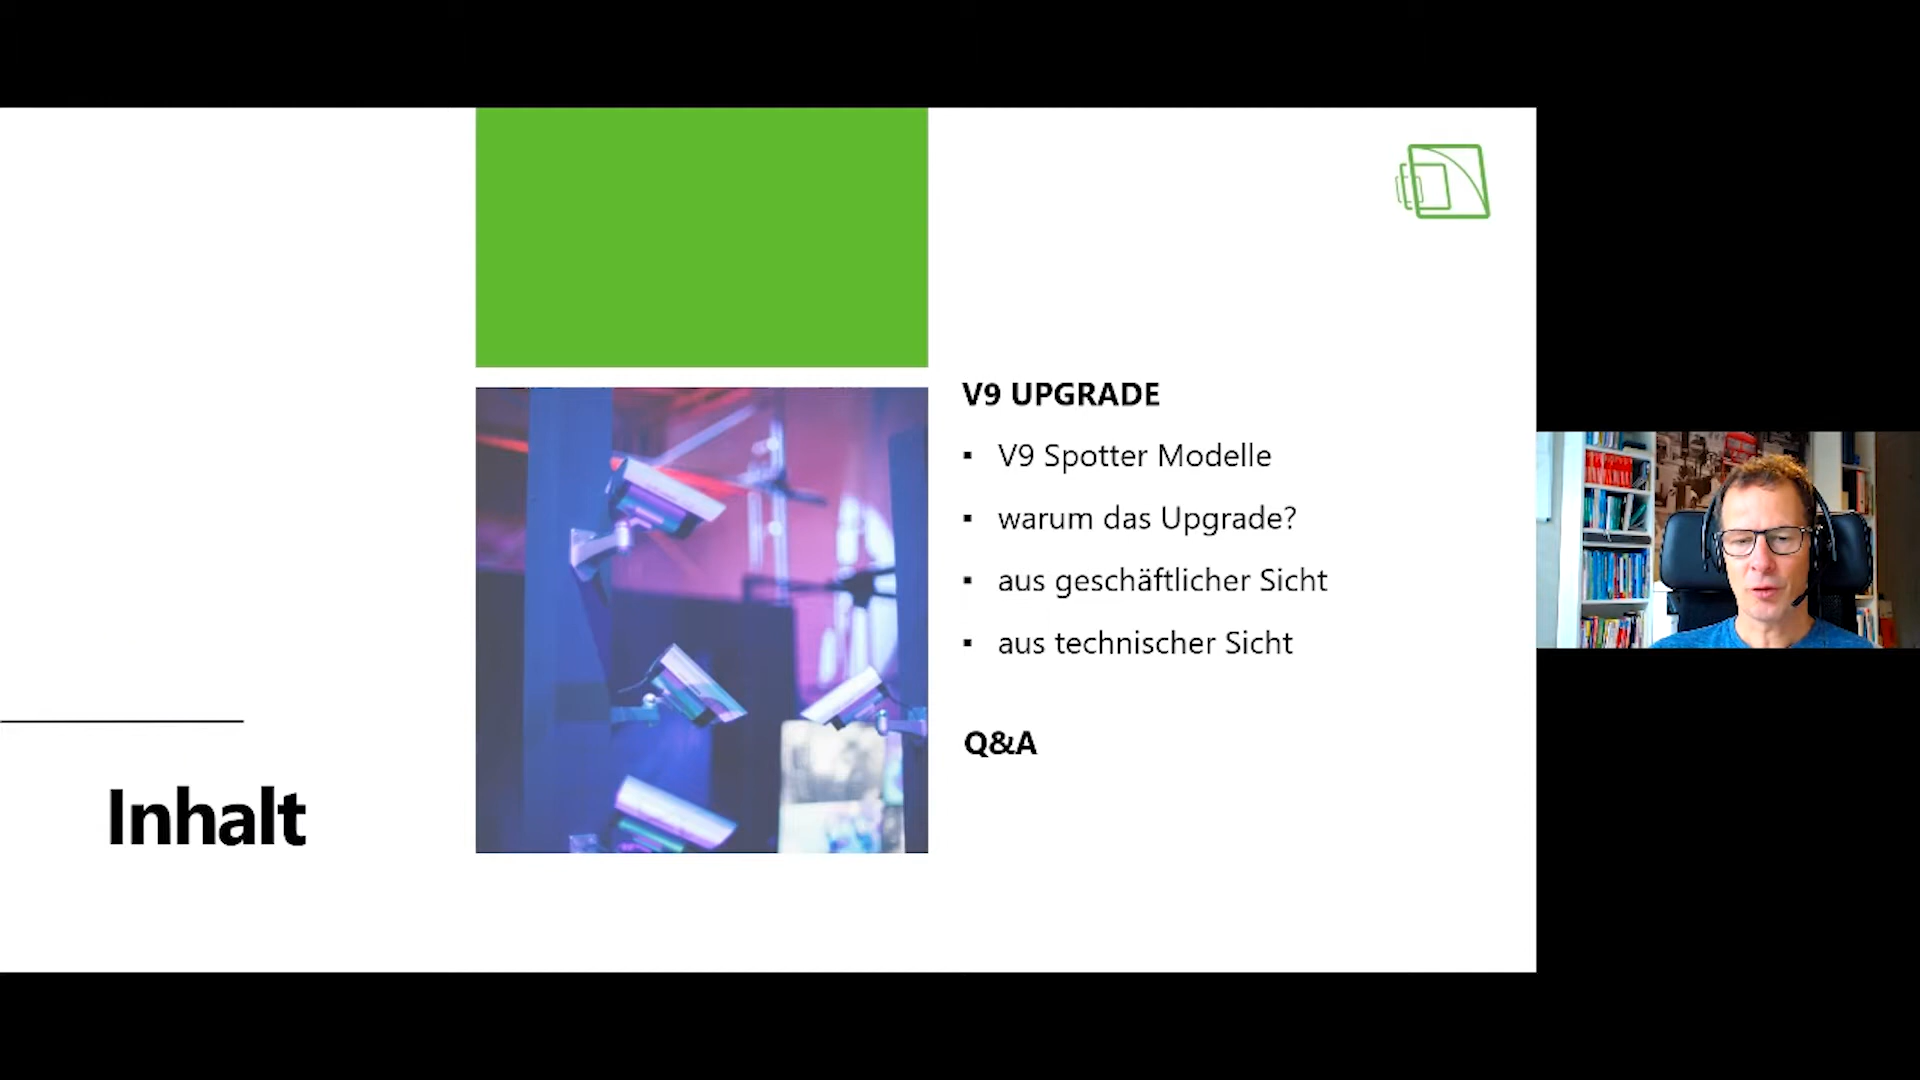 Inhalt
V9 UPGRADE
▪ V9 Spotter Modelle
▪ warum das Upgrade?
▪ aus geschäftlicher Sicht
▪ aus technischer Sicht
Q&A